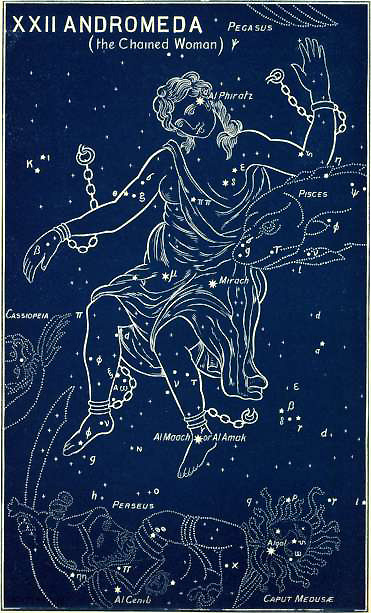 XXII ANDROMEDA
(the Chained Woman)
PEGASUS
Al Phiratz
PISCES
Mirach
CASSIOPEIA
Al Maach or Al Amak
PERSEUS
Algol
Al Genib
CAPUT MEDUSÆ